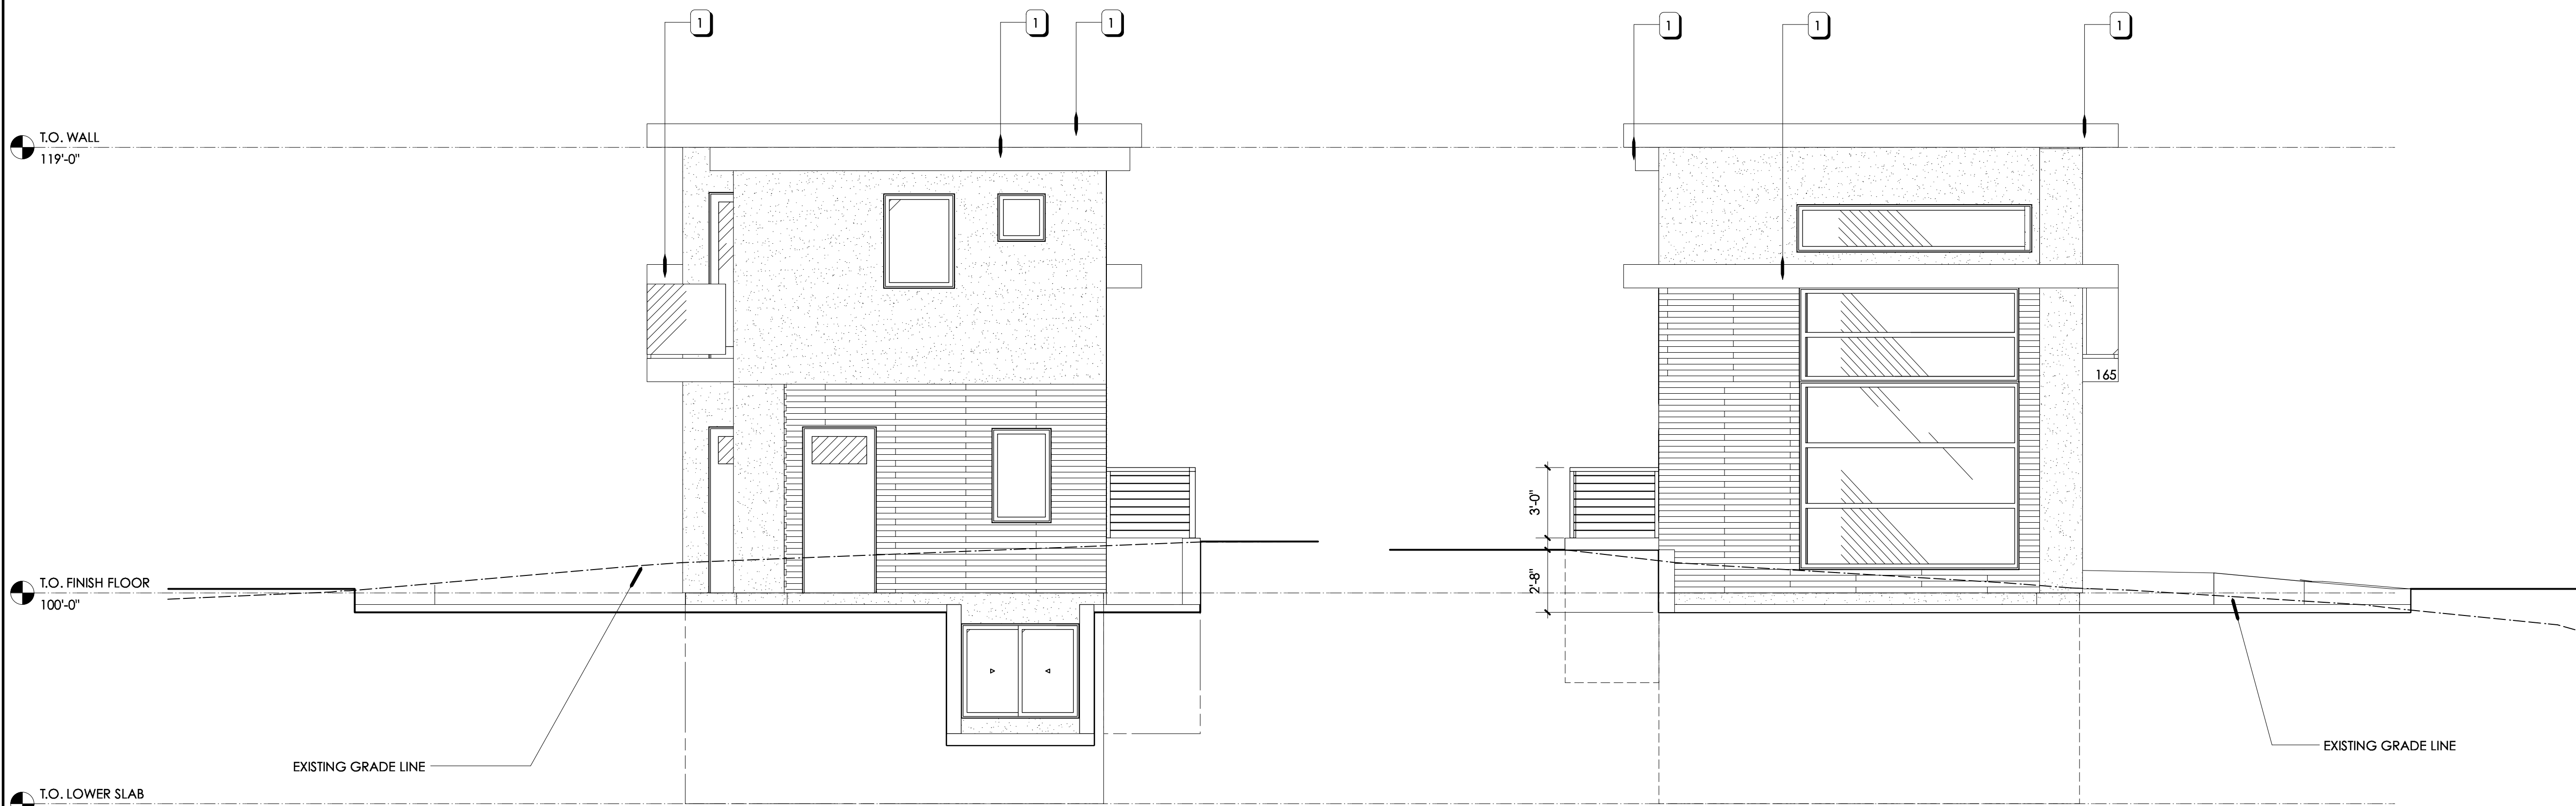 1
1
1
1
1
1
T.O. WALL
119'-0"
165
3'-0"
2'-8"
T.O. FINISH FLOOR
100'-0"
EXISTING GRADE LINE
EXISTING GRADE LINE
T.O. LOWER SLAB